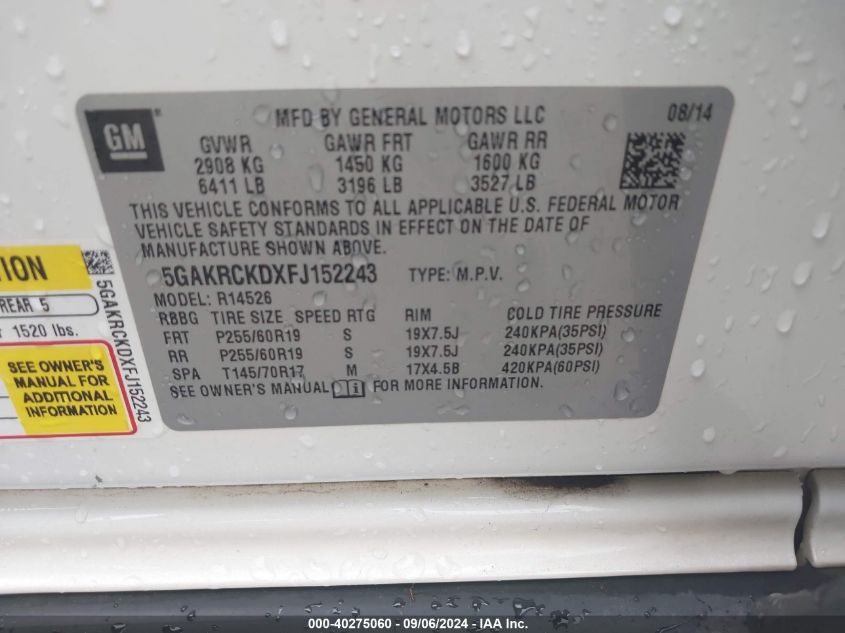 GM
MFD BY GENERAL MOTORS LLC 08/14
GVWR GAWR FRT GAWR RR
2908 KG 1450 KG 1600 KG
6411 LB 3196 LB 3527 LB
THIS VEHICLE CONFORMS TO ALL APPLICABLE U.S. FEDERAL MOTOR
VEHICLE SAFETY STANDARDS IN EFFECT ON THE DATE OF
MANUFACTURE SHOWN ABOVE.
5GAKRCKDXFJ152243 TYPE: M.P.V.
MODEL: R14526
RBBG TIRE SIZE SPEED RTG RIM COLD TIRE PRESSURE
FRT P255/60R19 S 19X7.5J 240KPA(35PSI)
RR P255/60R19 S 19X7.5J 240KPA(35PSI)
SPA T145/70R17 M 17X4.5B 420KPA(60PSI)
SEE OWNER'S MANUAL FOR MORE INFORMATION.
REAR 5
1520 lbs.
SEE OWNER'S
MANUAL FOR
ADDITIONAL
INFORMATION
5GAKRCKDXFJ152243
000-40275060 - 09/06/2024 - IAA Inc.